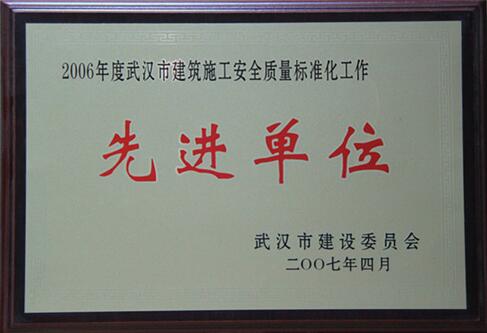 2006年度武汉市建筑施工安全质量标准化工作
先进单位
武汉市建设委员会
二〇〇七年四月